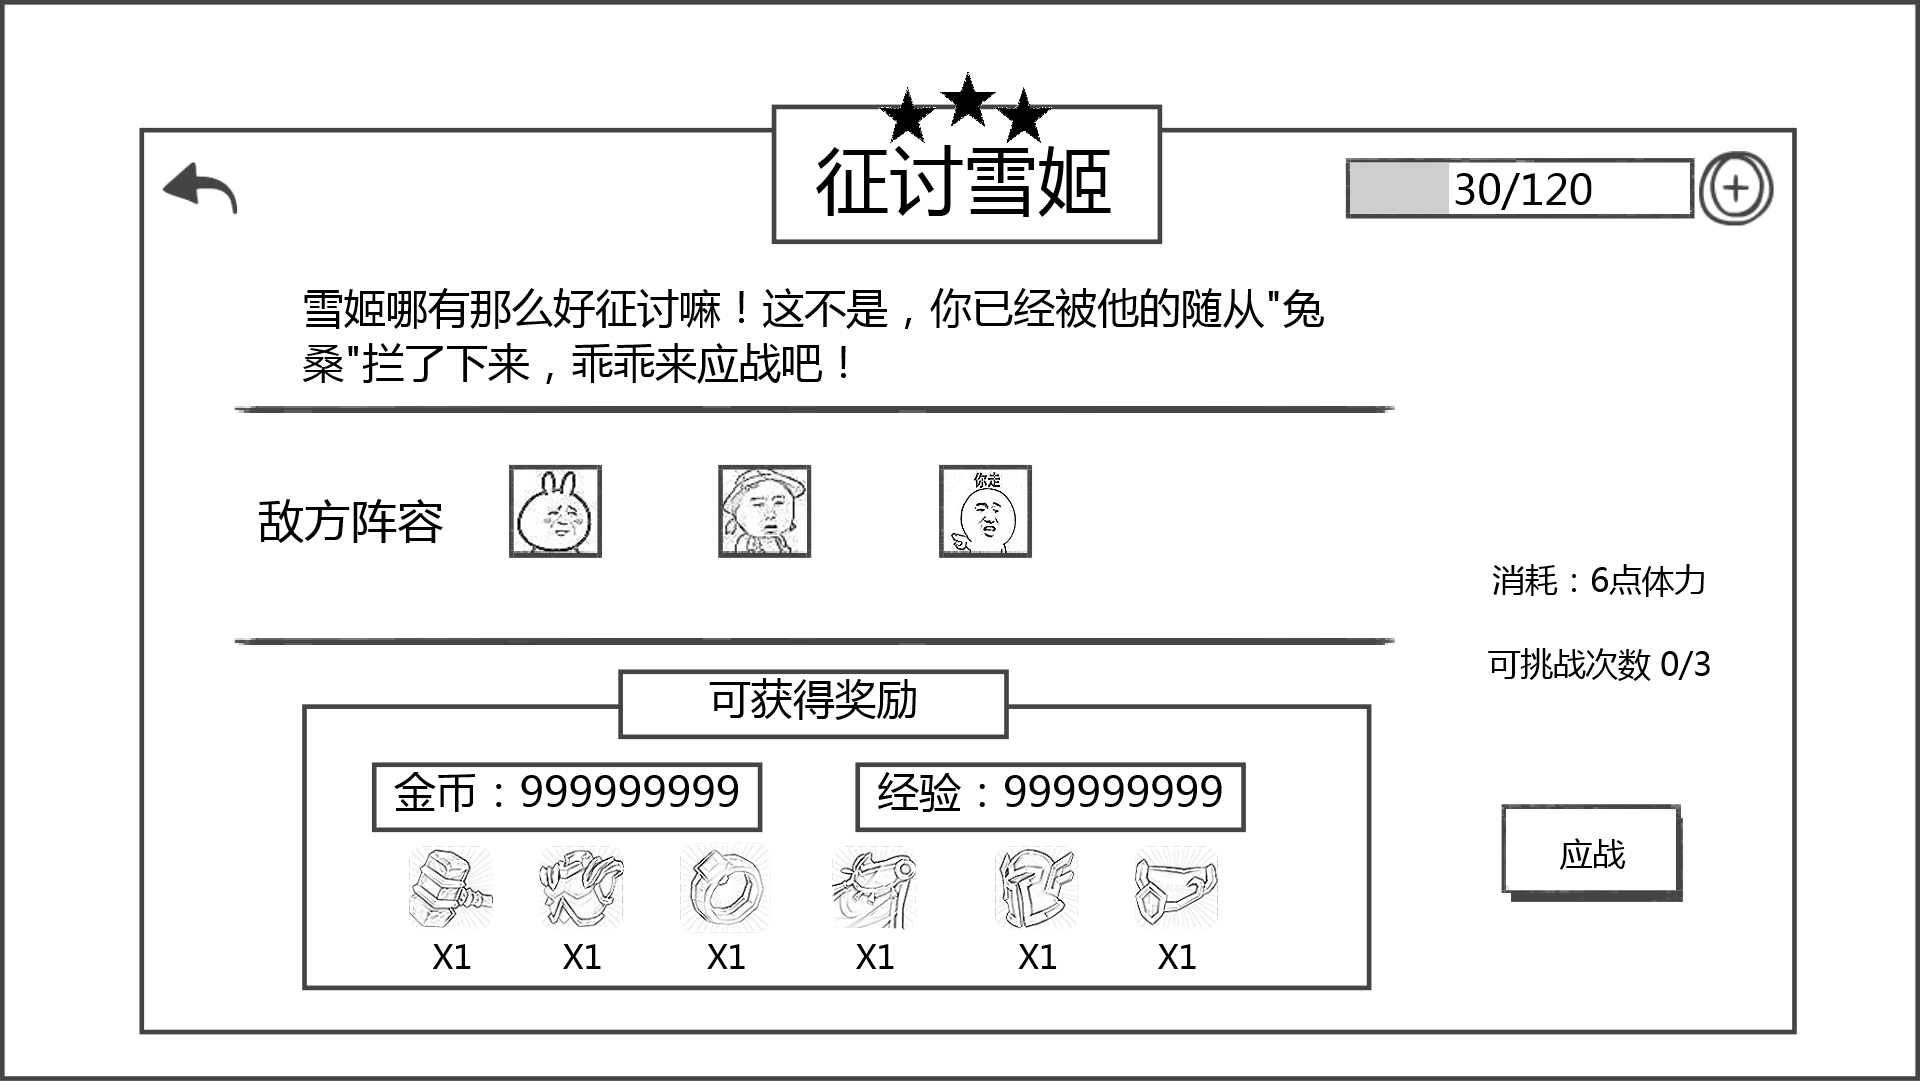 征讨雪姬
30/120
雪姬哪有那么好征讨嘛！这不是，你已经被他的随从"兔
桑"拦了下来，乖乖来应战吧！
敌方阵容
你走
消耗：6点体力
可挑战次数 0/3
可获得奖励
金币：999999999
经验：999999999
X1 X1 X1 X1 X1 X1
应战